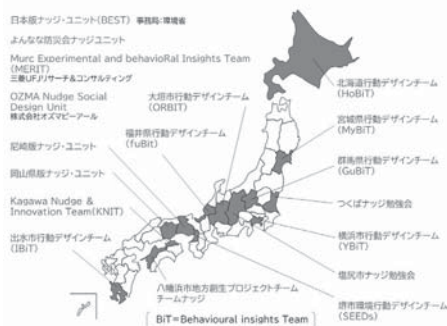 日本版ナッジ・ユニット(BEST) 事務局:環境省
よんなな防災会ナッジユニット
Murc Experimental and behavioRal Insights Team
(MERIT)
三菱UFJリサーチ&コンサルティング
OZMA Nudge Social
Design Unit
株式会社オズマピーアール
大垣市行動デザインチーム
(ORBIT)
福井県行動デザインチーム
(fuBit)
尼崎版ナッジ・ユニット
岡山県版ナッジ・ユニット
Kagawa Nudge &
Innovation Team(KNIT)
出水市行動デザインチーム
(IBiT)
北海道行動デザインチーム
(HoBiT)
宮城県行動デザインチーム
(MyBiT)
群馬県行動デザインチーム
(GuBiT)
つくばナッジ勉強会
横浜市行動デザインチーム
(YBiT)
塩尻市ナッジ勉強会
八幡浜市地方創生プロジェクトチーム
チームナッジ
堺市環境行動デザインチーム
(SEEDs)
BiT=Behavioural insights Team